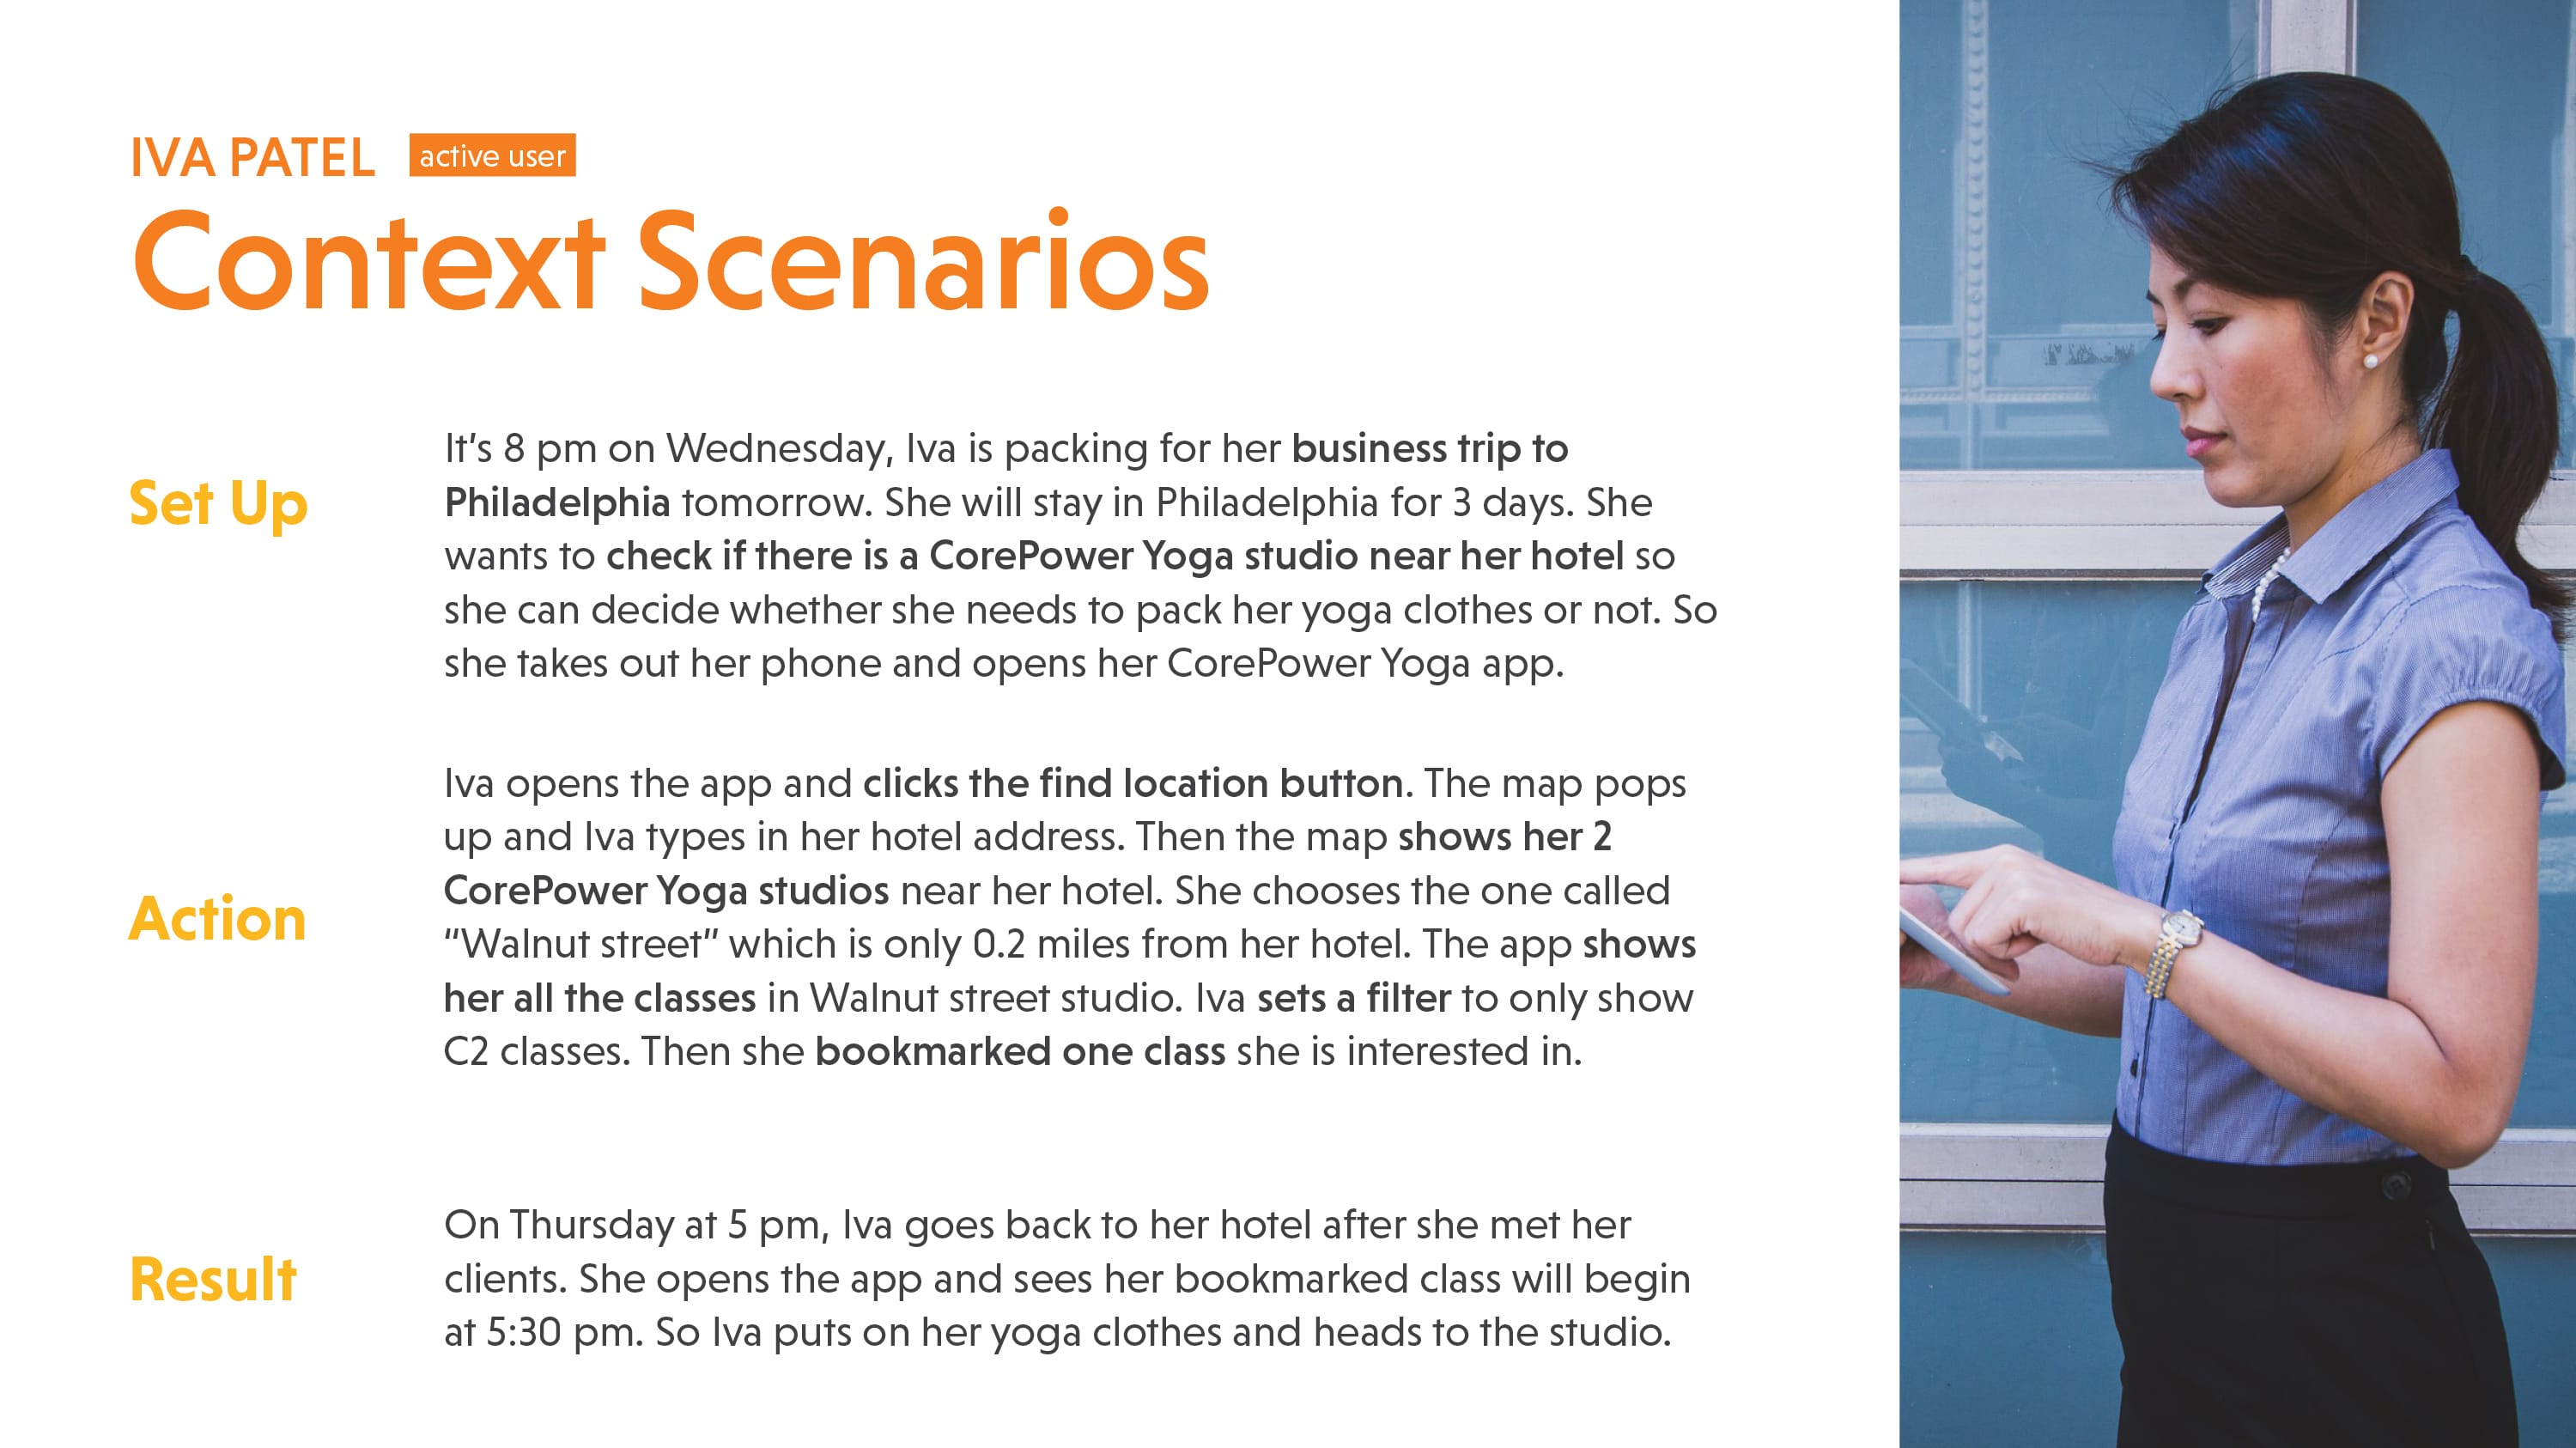 IVA PATEL active user
Context Scenarios
Set Up
It’s 8 pm on Wednesday, Iva is packing for her business trip to
Philadelphia tomorrow. She will stay in Philadelphia for 3 days. She
wants to check if there is a CorePower Yoga studio near her hotel so
she can decide whether she needs to pack her yoga clothes or not. So
she takes out her phone and opens her CorePower Yoga app.
Action
Iva opens the app and clicks the find location button. The map pops
up and Iva types in her hotel address. Then the map shows her 2
CorePower Yoga studios near her hotel. She chooses the one called
“Walnut street” which is only 0.2 miles from her hotel. The app shows
her all the classes in Walnut street studio. Iva sets a filter to only show
C2 classes. Then she bookmarked one class she is interested in.
Result
On Thursday at 5 pm, Iva goes back to her hotel after she met her
clients. She opens the app and sees her bookmarked class will begin
at 5:30 pm. So Iva puts on her yoga clothes and heads to the studio.